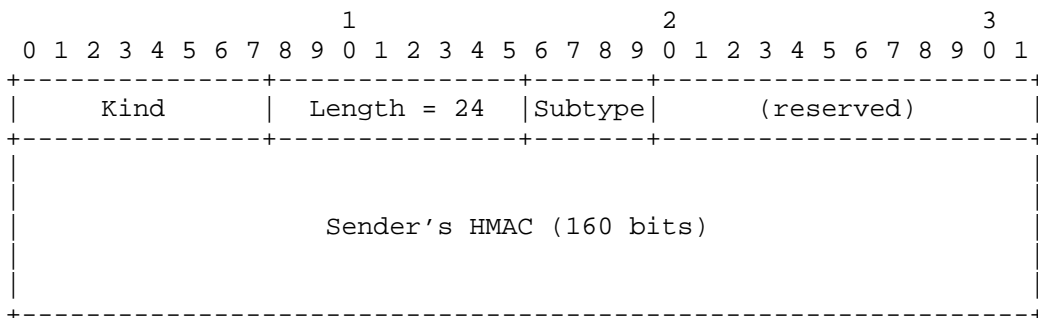 1                   2                   3
 0 1 2 3 4 5 6 7 8 9 0 1 2 3 4 5 6 7 8 9 0 1 2 3 4 5 6 7 8 9 0 1
+---------------+---------------+-------+-----------------------+
|     Kind      |  Length = 24  |Subtype|      (reserved)       |
+---------------+---------------+-------+-----------------------+
|                                                               |
|                                                               |
|                   Sender's HMAC (160 bits)                    |
|                                                               |
|                                                               |
+---------------------------------------------------------------+